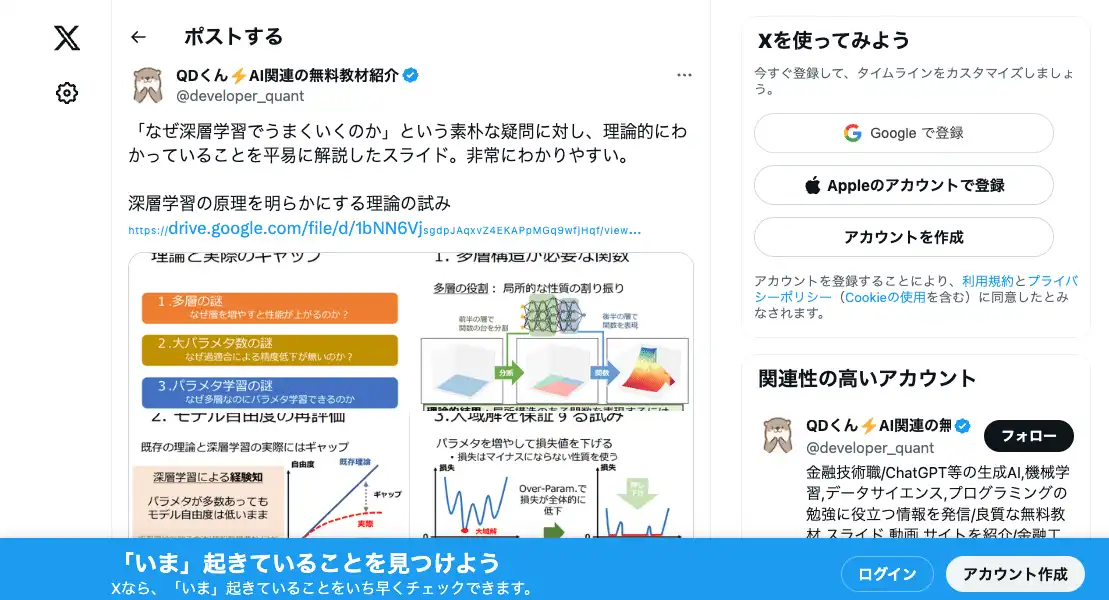 ポストする
QDくん⚡AI関連の無料教材紹介
@developer_quant
「なぜ深層学習でうまくいくのか」という素朴な疑問に対し、理論的にわ
かっていることを平易に解説したスライド。非常にわかりやすい。
深層学習の原理を明らかにする理論の試み
https://drive.google.com/file/d/1bNN6VjsgdpJAqxvZ4EKAPpMGq9wfjHqf/view…
理論と実際のギャップ
1.多層の謎
なぜ層を増やすと性能が上がるのか？
2.大パラメタ数の謎
なぜ過適合による精度低下が無いのか？
3.パラメタ学習の謎
なぜ多層なのにパラメタ学習できるのか
1. 多層構造が必要な関数
多層の役割： 局所的な性質の割り振り
前半の層で
関数の台を分割
後半の層で
関数を表現
分断
関数
2. モデル自由度の再評価
既存の理論と深層学習の実際にはギャップ
深層学習による経験知
パラメタが多数あっても
モデル自由度は低いまま
自由度
既存理論
ギャップ
実際
3.大域解を保証する試み
パラメタを増やして損失値を下げる
・損失はマイナスにならない性質を使う
損失
大域解
0
Over-Param.で
損失が全体的に
低下
損失
押し
下げ
0
Xを使ってみよう
今すぐ登録して、タイムラインをカスタマイズしましょ
う。
Google で登録
Appleのアカウントで登録
アカウントを作成
アカウントを登録することにより、利用規約とプライバ
シーポリシー（Cookieの使用を含む）に同意したとみ
なされます。
関連性の高いアカウント
QDくん⚡AI関連の無
@developer_quant
フォロー
金融技術職/ChatGPT等の生成AI,機械学
習,データサイエンス,プログラミングの
勉強に役立つ情報を発信/良質な無料教
材,スライド,動画,サイトを紹介/金融工
「いま」起きていることを見つけよう
Xなら、「いま」起きていることをいち早くチェックできます。
ログイン
アカウント作成